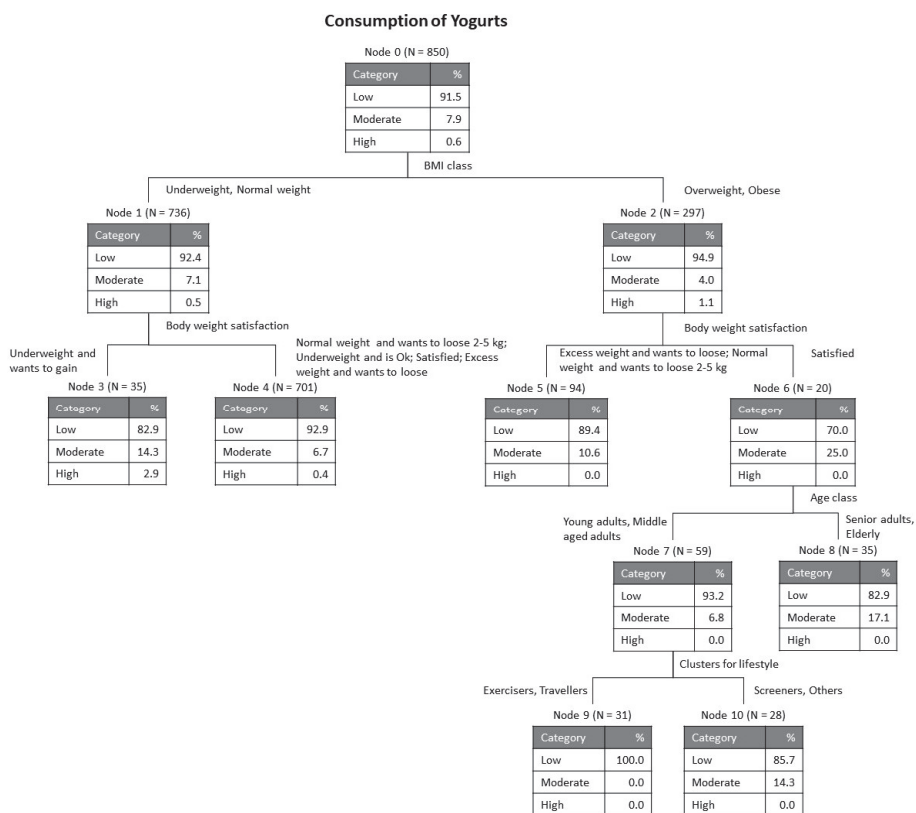 Consumption of Yogurts
Node 0 (N = 850)
Category %
Low 91.5
Moderate 7.9
High 0.6
BMI class
Underweight, Normal weight
Overweight, Obese
Node 1 (N = 736)
Category %
Low 92.4
Moderate 7.1
High 0.5
Node 2 (N = 297)
Category %
Low 94.9
Moderate 4.0
High 1.1
Body weight satisfaction
Body weight satisfaction
Underweight and
wants to gain
Normal weight and wants to loose 2-5 kg;
Underweight and is Ok; Satisfied; Excess
weight and wants to loose
Excess weight and wants to loose; Normal
weight and wants to loose 2-5 kg
Satisfied
Node 3 (N = 35)
Category %
Low 82.9
Moderate 14.3
High 2.9
Node 4 (N = 701)
Category %
Low 92.9
Moderate 6.7
High 0.4
Node 5 (N = 94)
Category %
Low 89.4
Moderate 10.6
High 0.0
Node 6 (N = 20)
Category %
Low 70.0
Moderate 25.0
High 0.0
Age class
Young adults, Middle
aged adults
Senior adults,
Elderly
Node 7 (N = 59)
Category %
Low 93.2
Moderate 6.8
High 0.0
Node 8 (N = 35)
Category %
Low 82.9
Moderate 17.1
High 0.0
Clusters for lifestyle
Exercisers, Travellers
Screeners, Others
Node 9 (N = 31)
Category %
Low 100.0
Moderate 0.0
High 0.0
Node 10 (N = 28)
Category %
Low 85.7
Moderate 14.3
High 0.0